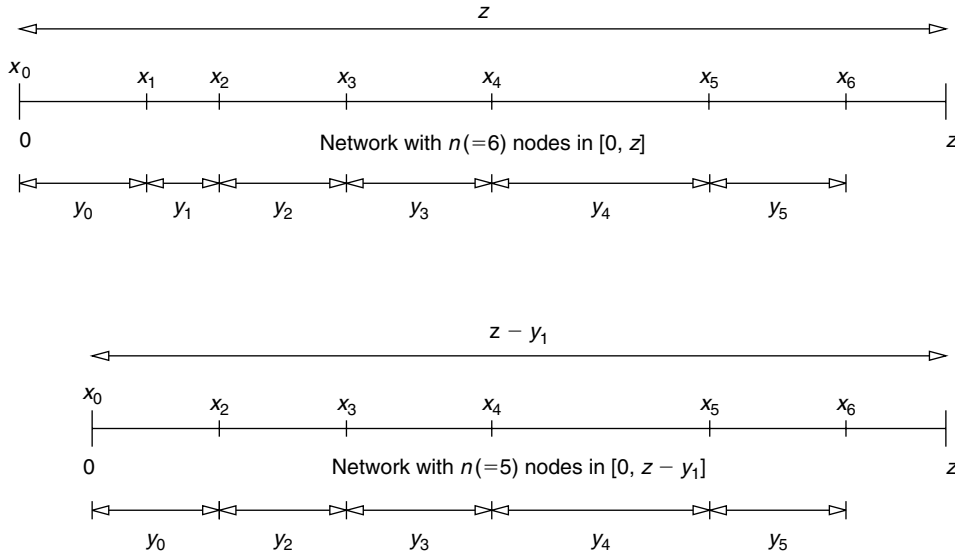 z
x0 x1 x2 x3 x4 x5 x6
0 Network with n(=6) nodes in [0, z] z
y0 y1 y2 y3 y4 y5
z − y1
x0 x2 x3 x4 x5 x6
0 Network with n(=5) nodes in [0, z − y1] z
y0 y2 y3 y4 y5